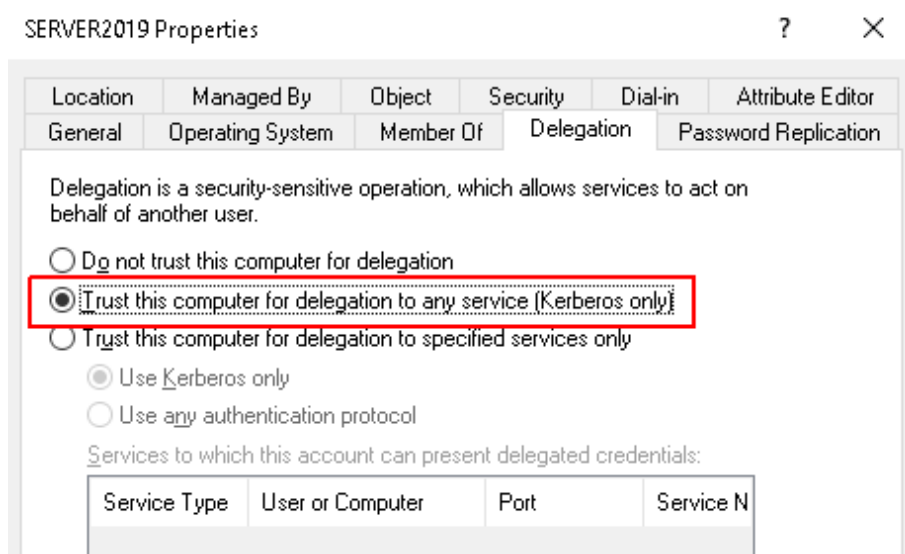 SERVER2019 Properties ? ×
Location Managed By Object Security Dial-in Attribute Editor
General Operating System Member Of Delegation Password Replication
Delegation is a security-sensitive operation, which allows services to act on
behalf of another user.
Do not trust this computer for delegation
Trust this computer for delegation to any service (Kerberos only)
Trust this computer for delegation to specified services only
Use Kerberos only
Use any authentication protocol
Services to which this account can present delegated credentials:
Service Type User or Computer Port Service N